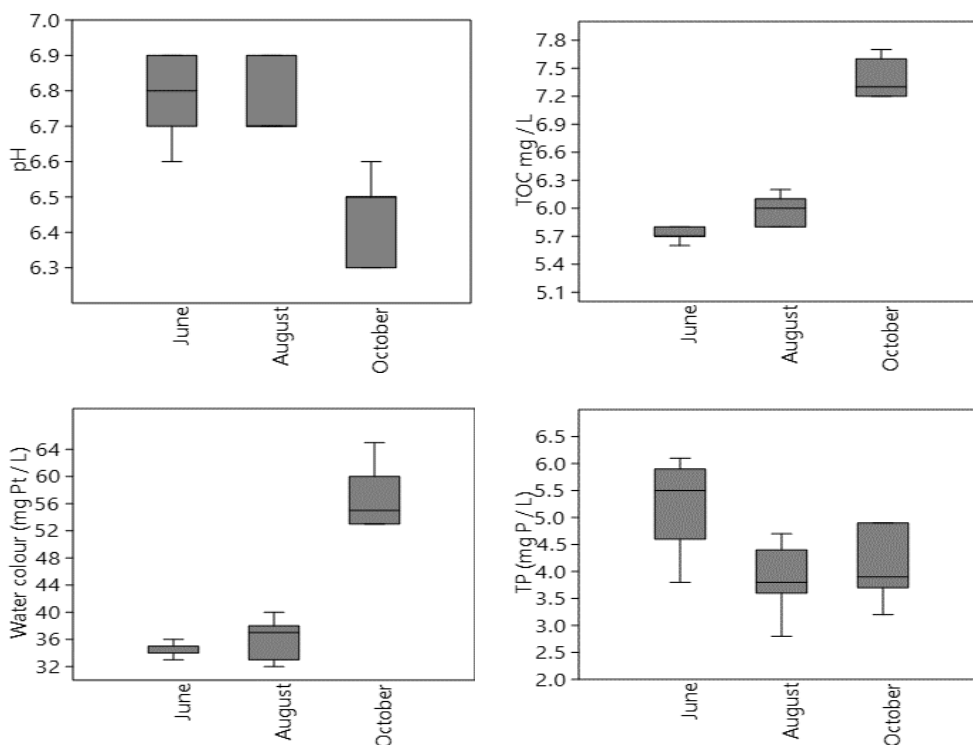 pH
7.0
6.9
6.8
6.7
6.6
6.5
6.4
6.3
June
August
October
TOC mg / L
7.8
7.5
7.2
6.9
6.6
6.3
6.0
5.7
5.4
5.1
June
August
October
Water colour (mg Pt / L)
64
60
56
52
48
44
40
36
32
June
August
October
TP (mg P / L)
6.5
6.0
5.5
5.0
4.5
4.0
3.5
3.0
2.5
2.0
June
August
October